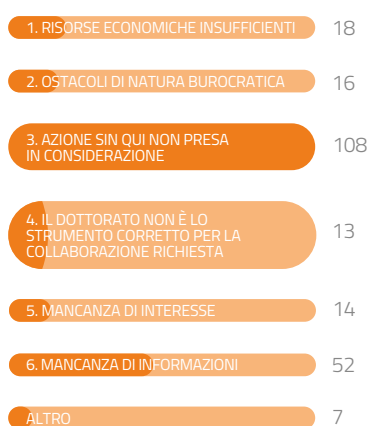 1. RISORSE ECONOMICHE INSUFFICIENTI 18
2. OSTACOLI DI NATURA BUROCRATICA 16
3. AZIONE SIN QUI NON PRESA
IN CONSIDERAZIONE 108
4. IL DOTTORATO NON È LO
STRUMENTO CORRETTO PER LA
COLLABORAZIONE RICHIESTA 13
5. MANCANZA DI INTERESSE 14
6. MANCANZA DI INFORMAZIONI 52
ALTRO 7